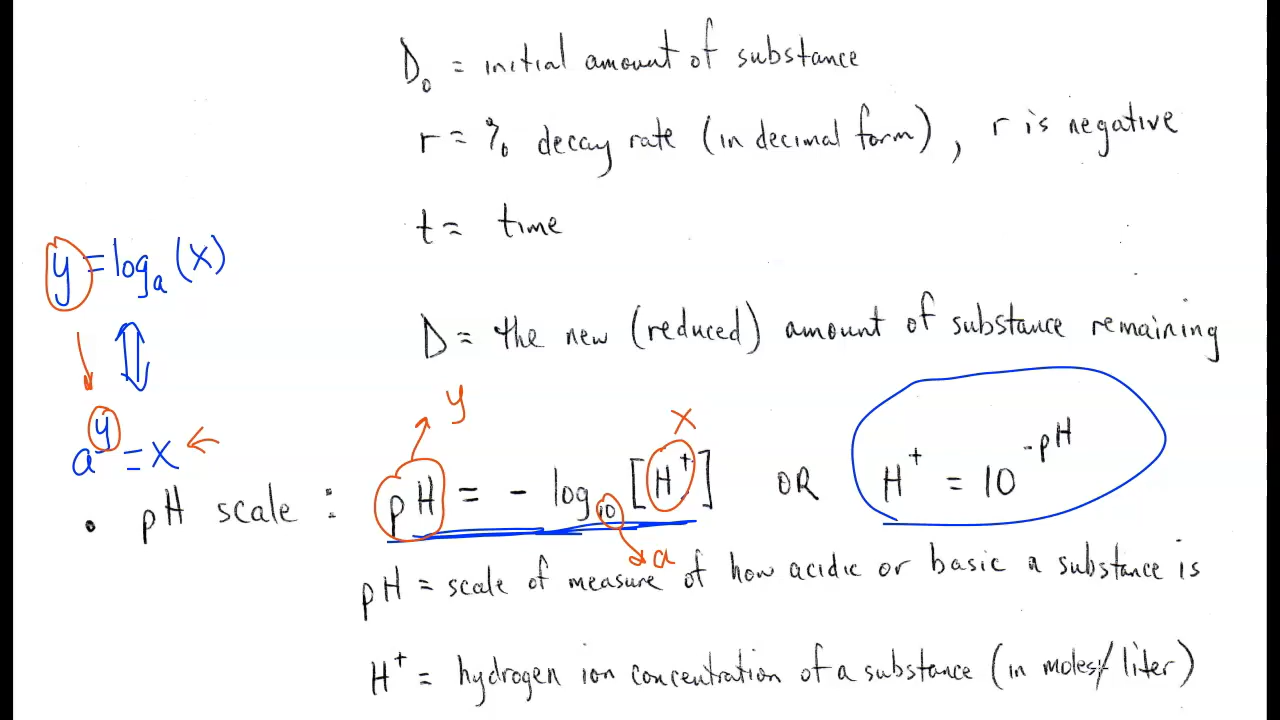 D₀ = initial amount of substance
r = % decay rate (in decimal form), r is negative
t = time
y = logₐ(x)
D = the new (reduced) amount of substance remaining
a^y = x
y
x
• pH scale : pH = - log₁₀ [H⁺] OR H⁺ = 10^-pH
a
pH = scale of measure of how acidic or basic a substance is
H⁺ = hydrogen ion concentration of a substance (in moles/liter)